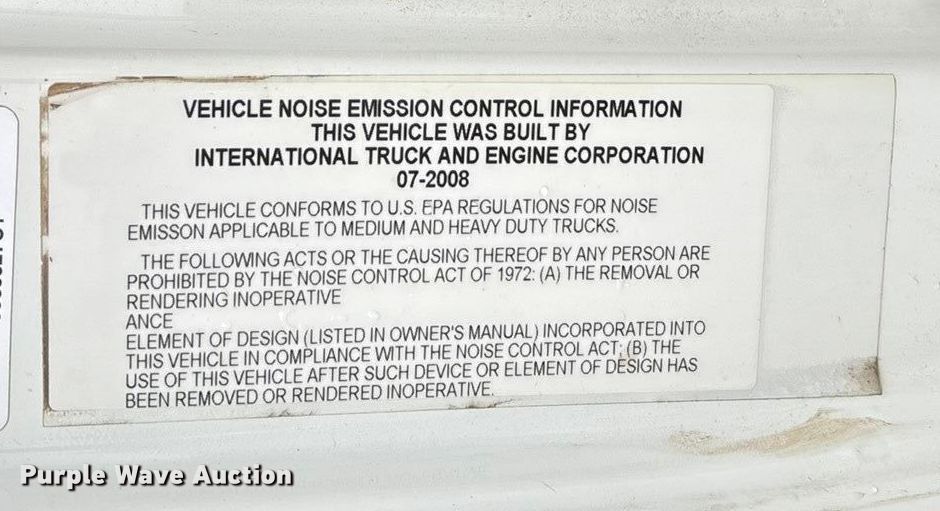 VEHICLE NOISE EMISSION CONTROL INFORMATION
THIS VEHICLE WAS BUILT BY
INTERNATIONAL TRUCK AND ENGINE CORPORATION
07-2008
THIS VEHICLE CONFORMS TO U.S. EPA REGULATIONS FOR NOISE
EMISSON APPLICABLE TO MEDIUM AND HEAVY DUTY TRUCKS.
THE FOLLOWING ACTS OR THE CAUSING THEREOF BY ANY PERSON ARE
PROHIBITED BY THE NOISE CONTROL ACT OF 1972: (A) THE REMOVAL OR
RENDERING INOPERATIVE
ANCE
ELEMENT OF DESIGN (LISTED IN OWNER'S MANUAL) INCORPORATED INTO
THIS VEHICLE IN COMPLIANCE WITH THE NOISE CONTROL ACT; (B) THE
USE OF THIS VEHICLE AFTER SUCH DEVICE OR ELEMENT OF DESIGN HAS
BEEN REMOVED OR RENDERED INOPERATIVE.
Purple Wave Auction